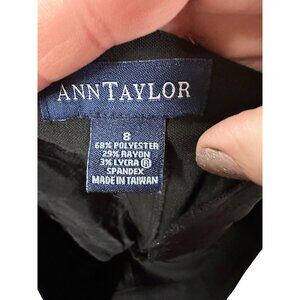 ANNTAYLOR
8
68% POLYESTER
29% RAYON
3% LYCRA ®
SPANDEX
MADE IN TAIWAN